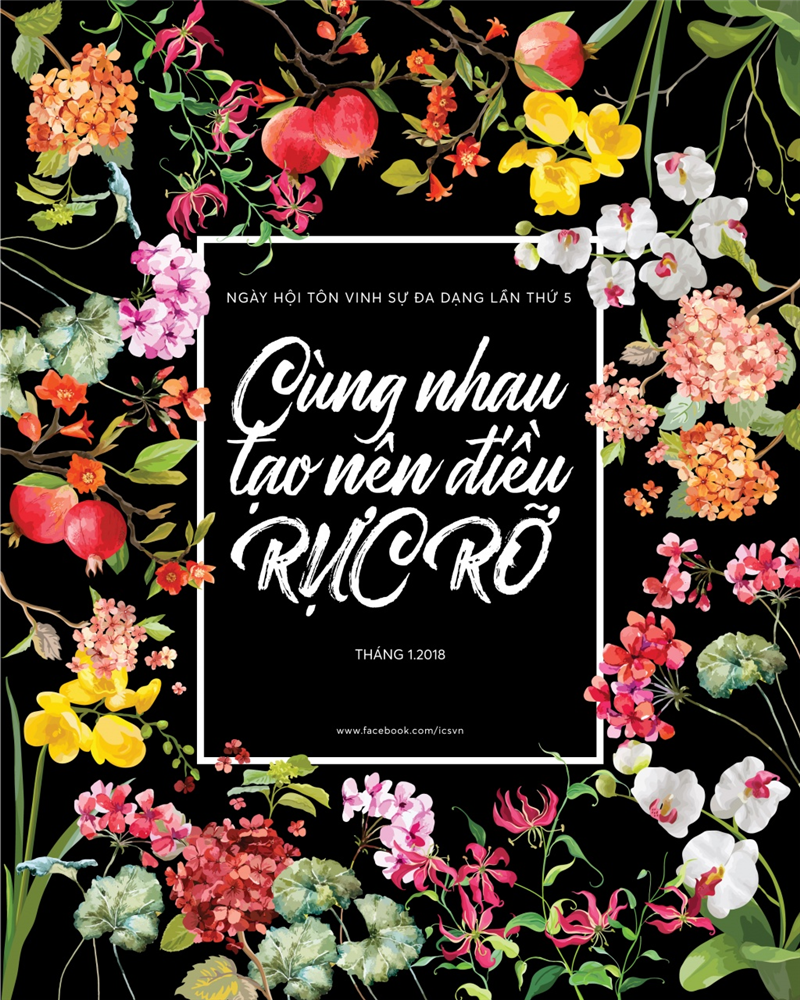 NGÀY HỘI TÔN VINH SỰ ĐA DẠNG LẦN THỨ 5
Cùng nhau
tạo nên điều
RỰC RỠ
THÁNG 1.2018
www.facebook.com/icsvn